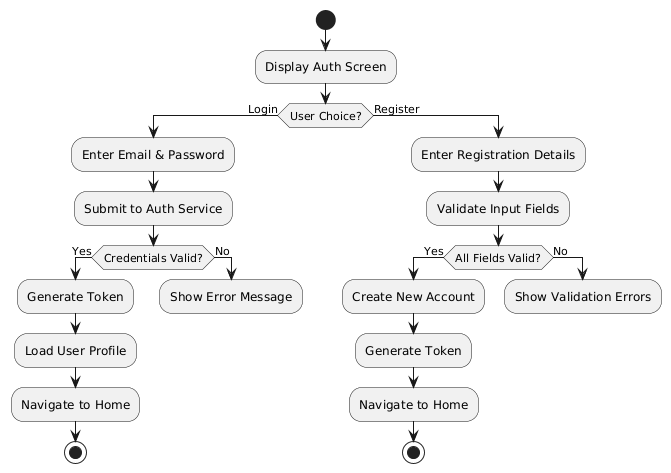 Display Auth Screen
Login
User Choice?
Register
Enter Email & Password
Enter Registration Details
Submit to Auth Service
Validate Input Fields
Yes
Credentials Valid?
No
Yes
All Fields Valid?
No
Generate Token
Show Error Message
Create New Account
Show Validation Errors
Load User Profile
Generate Token
Navigate to Home
Navigate to Home